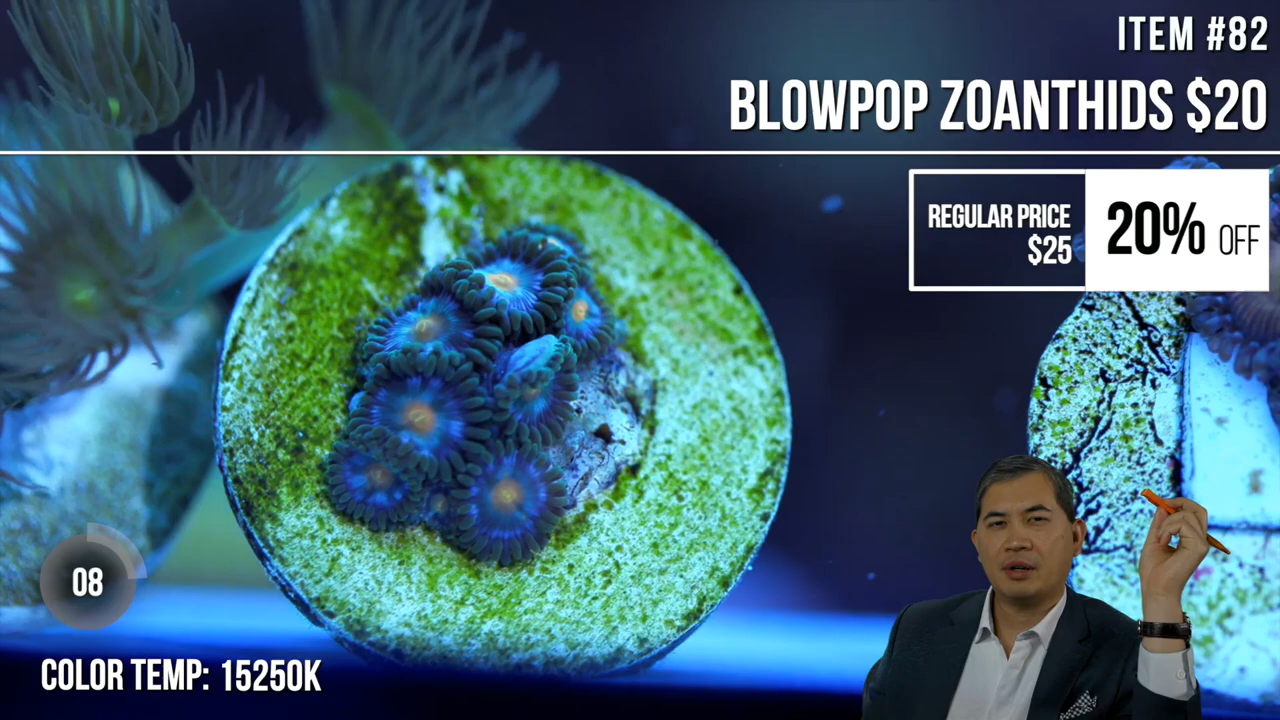 ITEM #82
BLOWPOP ZOANTHIDS $20
REGULAR PRICE
$25
20% OFF
08
COLOR TEMP: 15250K